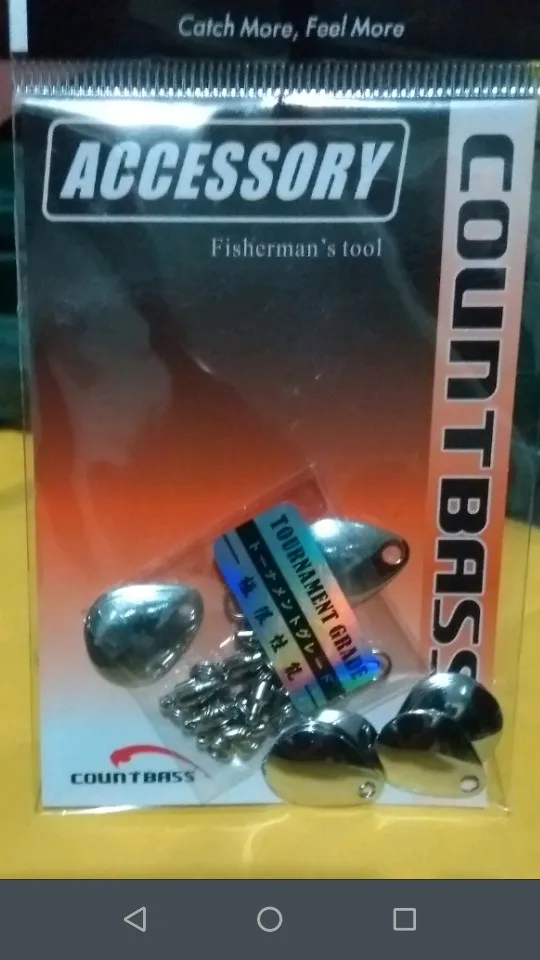 Catch More, Feel More
ACCESSORY
Fisherman's tool
COUNTBASS
TOURNAMENT GRADE
トーナメントグレード
COUNTBASS